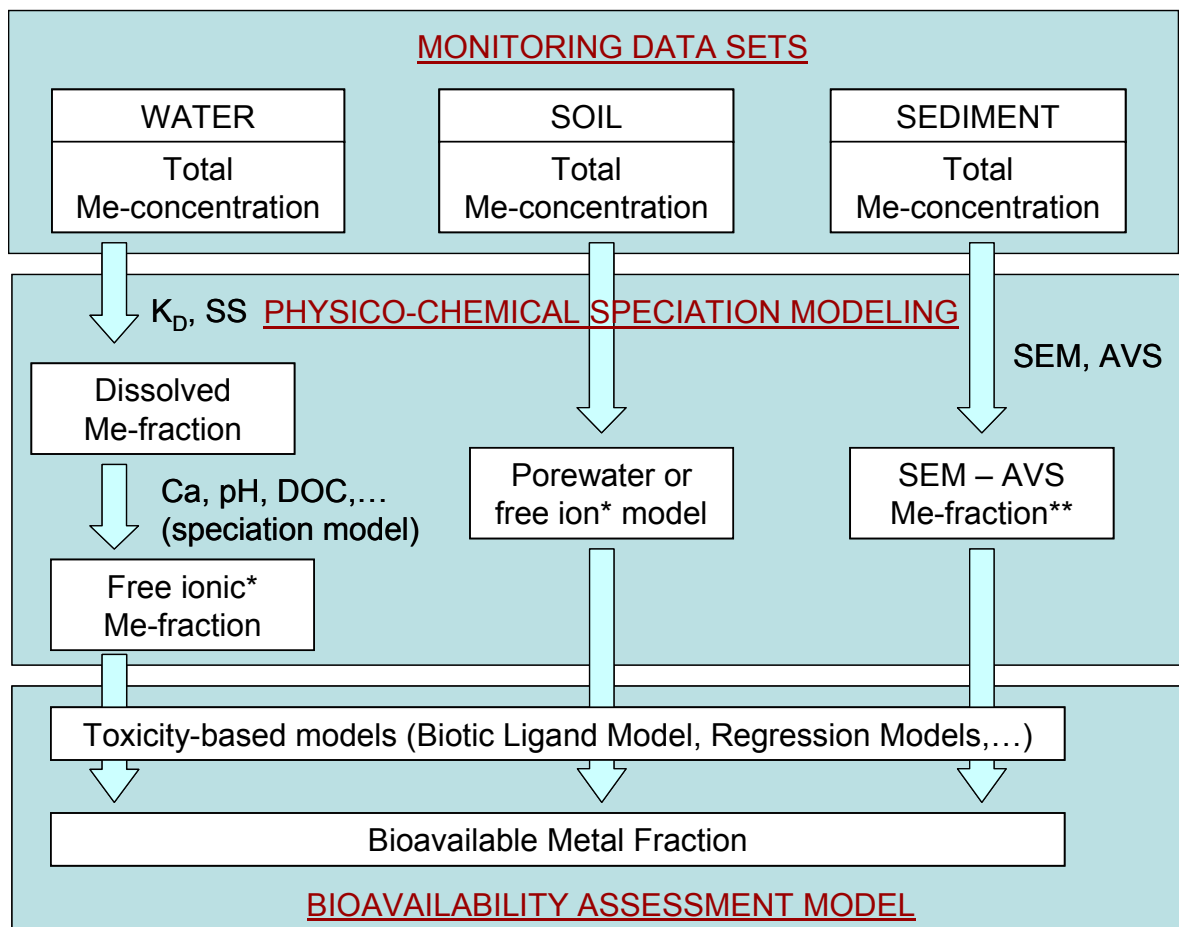 MONITORING DATA SETS
WATER
Total
Me-concentration
SOIL
Total
Me-concentration
SEDIMENT
Total
Me-concentration
K_D, SS
PHYSICO-CHEMICAL SPECIATION MODELING
SEM, AVS
Dissolved
Me-fraction
Ca, pH, DOC,…
(speciation model)
Free ionic*
Me-fraction
Porewater or
free ion* model
SEM – AVS
Me-fraction**
Toxicity-based models (Biotic Ligand Model, Regression Models,…)
Bioavailable Metal Fraction
BIOAVAILABILITY ASSESSMENT MODEL